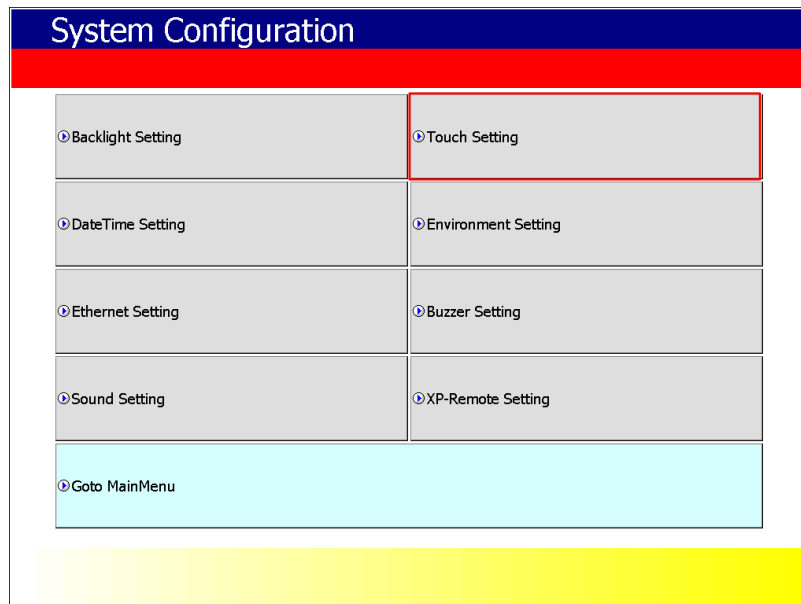 System Configuration
Backlight Setting
Touch Setting
DateTime Setting
Environment Setting
Ethernet Setting
Buzzer Setting
Sound Setting
XP-Remote Setting
Goto MainMenu